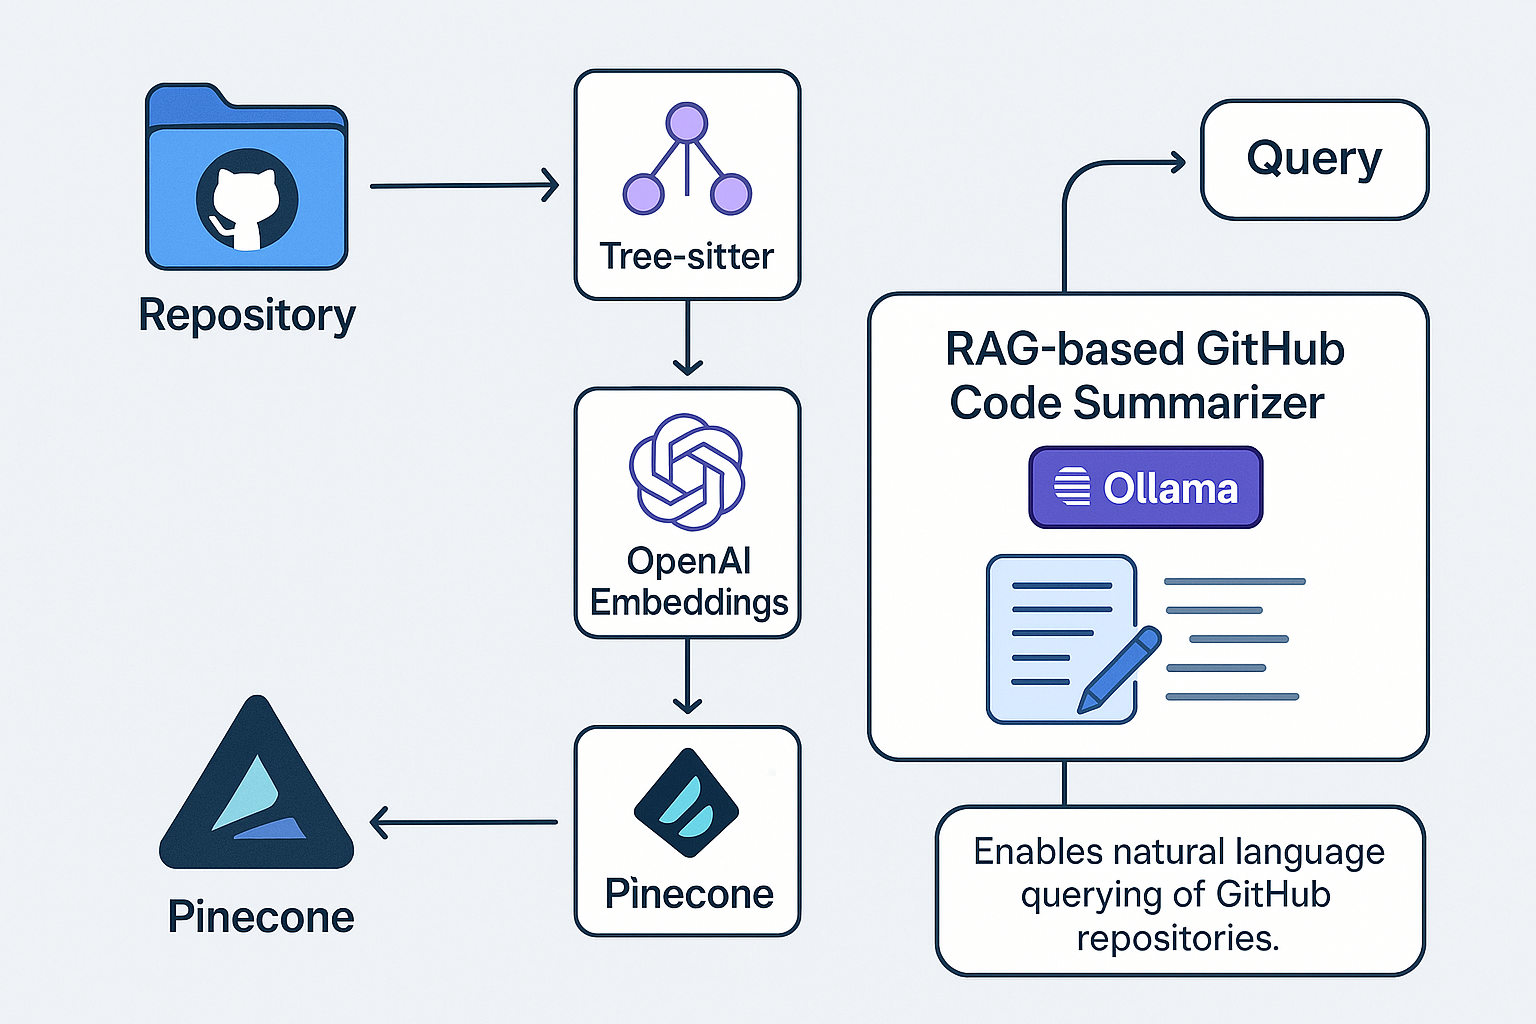 Repository
Tree-sitter
OpenAI
Embeddings
Pinecone
Pinecone
Query
RAG-based GitHub
Code Summarizer
Ollama
Enables natural language
querying of GitHub
repositories.